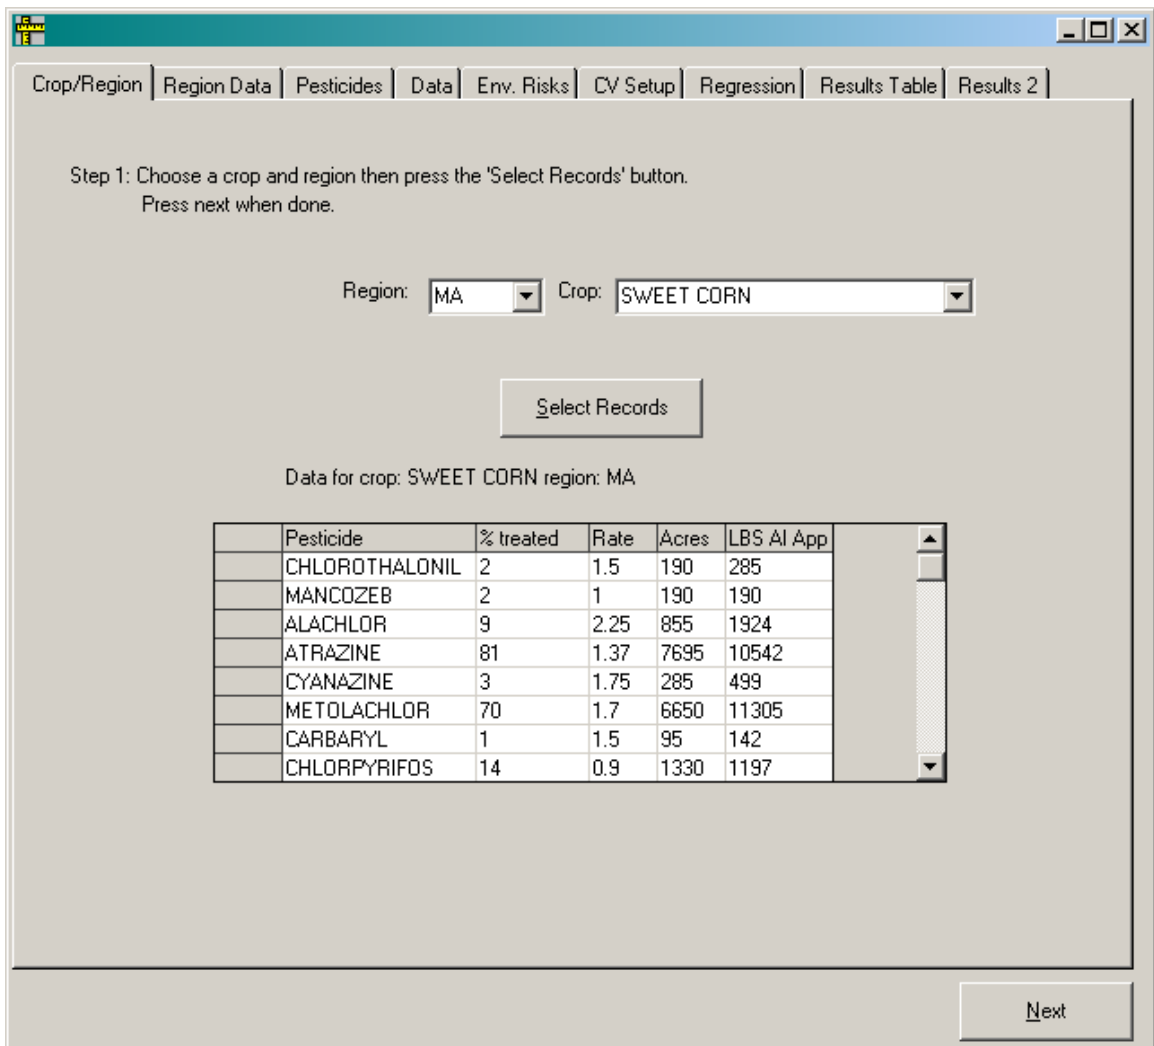 Crop/Region Region Data Pesticides Data Env. Risks CV Setup Regression Results Table Results 2
Step 1: Choose a crop and region then press the 'Select Records' button.
Press next when done.
Region: MA Crop: SWEET CORN
Select Records
Data for crop: SWEET CORN region: MA
Pesticide % treated Rate Acres LBS AI App
CHLOROTHALONIL 2 1.5 190 285
MANCOZEB 2 1 190 190
ALACHLOR 9 2.25 855 1924
ATRAZINE 81 1.37 7695 10542
CYANAZINE 3 1.75 285 499
METOLACHLOR 70 1.7 6650 11305
CARBARYL 1 1.5 95 142
CHLORPYRIFOS 14 0.9 1330 1197
Next